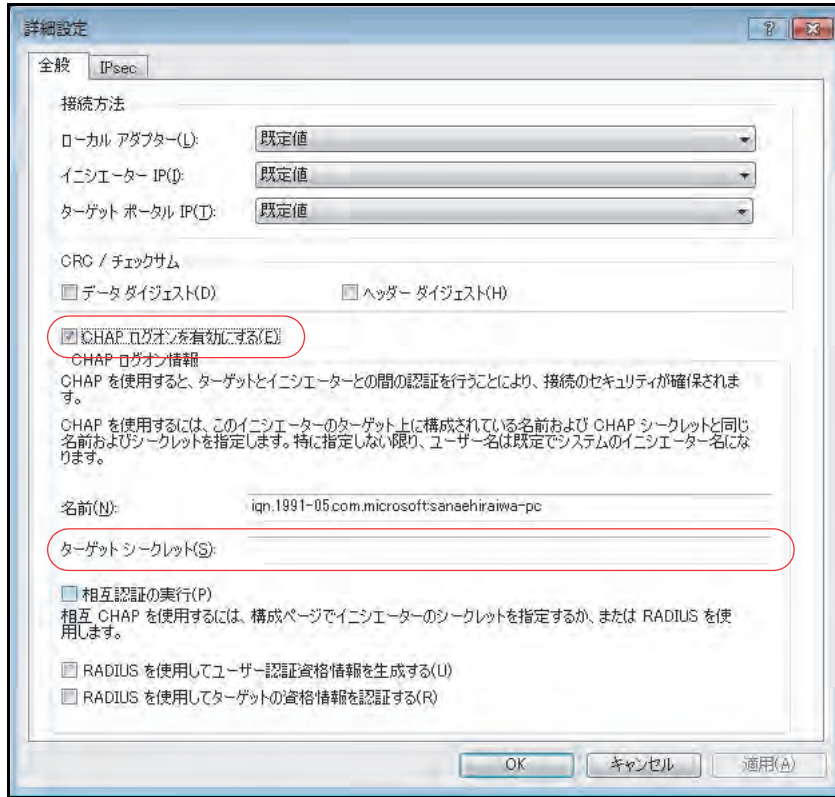 詳細設定
全般 IPsec
接続方法
ローカル アダプター(L): 既定値
イニシエーター IP(I): 既定値
ターゲット ポータル IP(T): 既定値
CRC / チェックサム
データ ダイジェスト(D) ヘッダー ダイジェスト(H)
CHAP ログオンを有効にする(E)
CHAP ログオン情報
CHAP を使用すると、ターゲットとイニシエーターとの間の認証を行うことにより、接続のセキュリティが確保されま
す。
CHAP を使用するには、このイニシエーターのターゲット上に構成されている名前および CHAP シークレットと同じ
名前およびシークレットを指定します。特に指定しない限り、ユーザー名は既定でシステムのイニシエーター名にな
ります。
名前(N): iqn.1991-05.com.microsoft:sanaehiraiwa-pc
ターゲット シークレット(S):
相互認証の実行(P)
相互 CHAP を使用するには、構成ページでイニシエーターのシークレットを指定するか、または RADIUS を使
用します。
RADIUS を使用してユーザー認証資格情報を生成する(U)
RADIUS を使用してターゲットの資格情報を認証する(R)
OK キャンセル 適用(A)